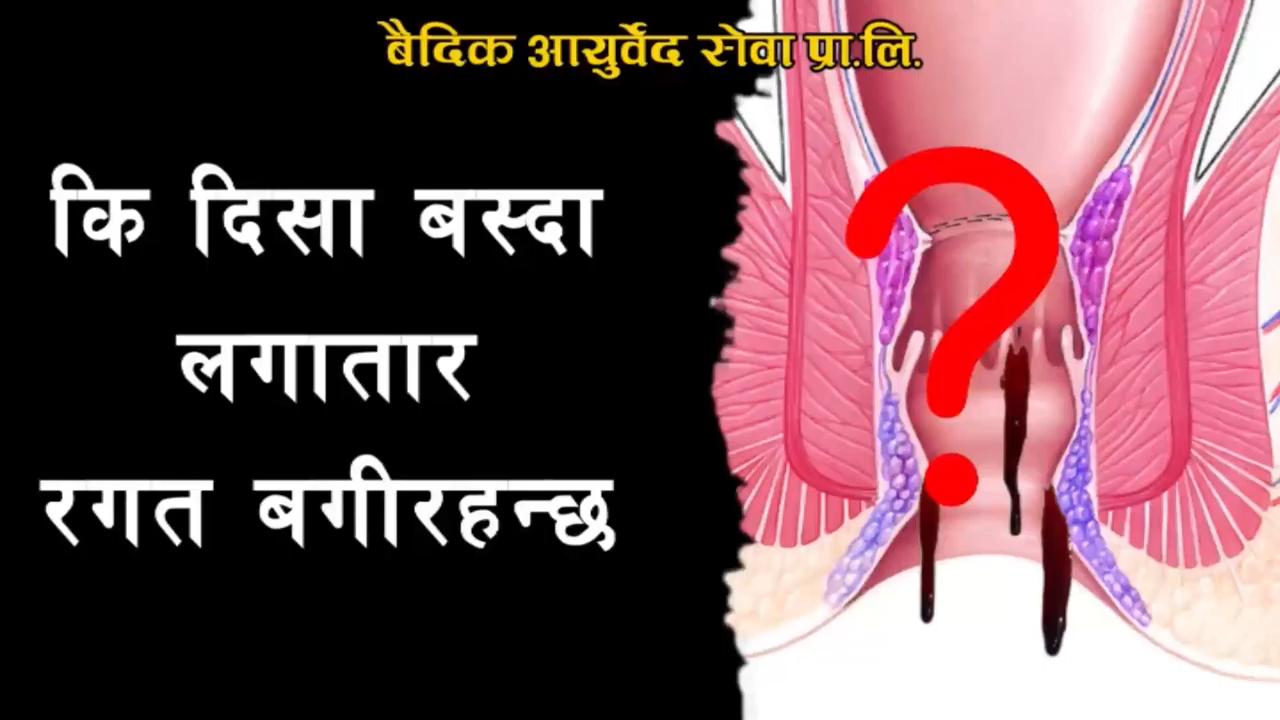 बैदिक आयुर्वेद सेवा प्रा.लि.
कि दिसा बस्दा
लगातार
रगत बगीरहन्छ
?